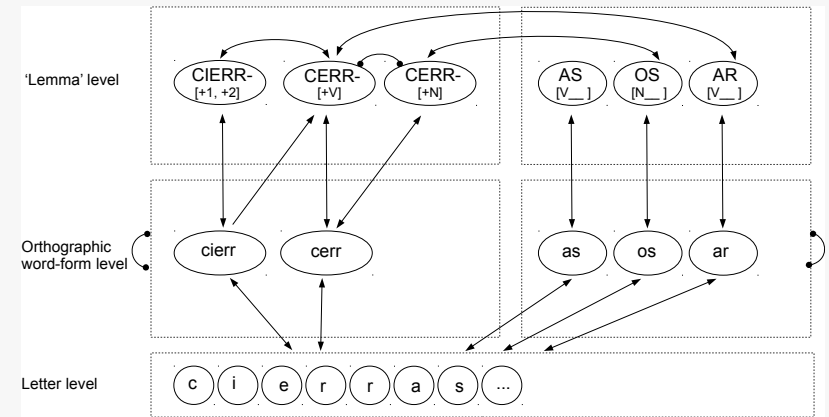 CIERR- CERR- CERR- AS OS AR
[+1, +2] [+V] [+N] [V__ ] [N__ ] [V__ ]
‘Lemma’ level
cierr cerr as os ar
Orthographic
word-form level
Letter level c i e r r a s ...